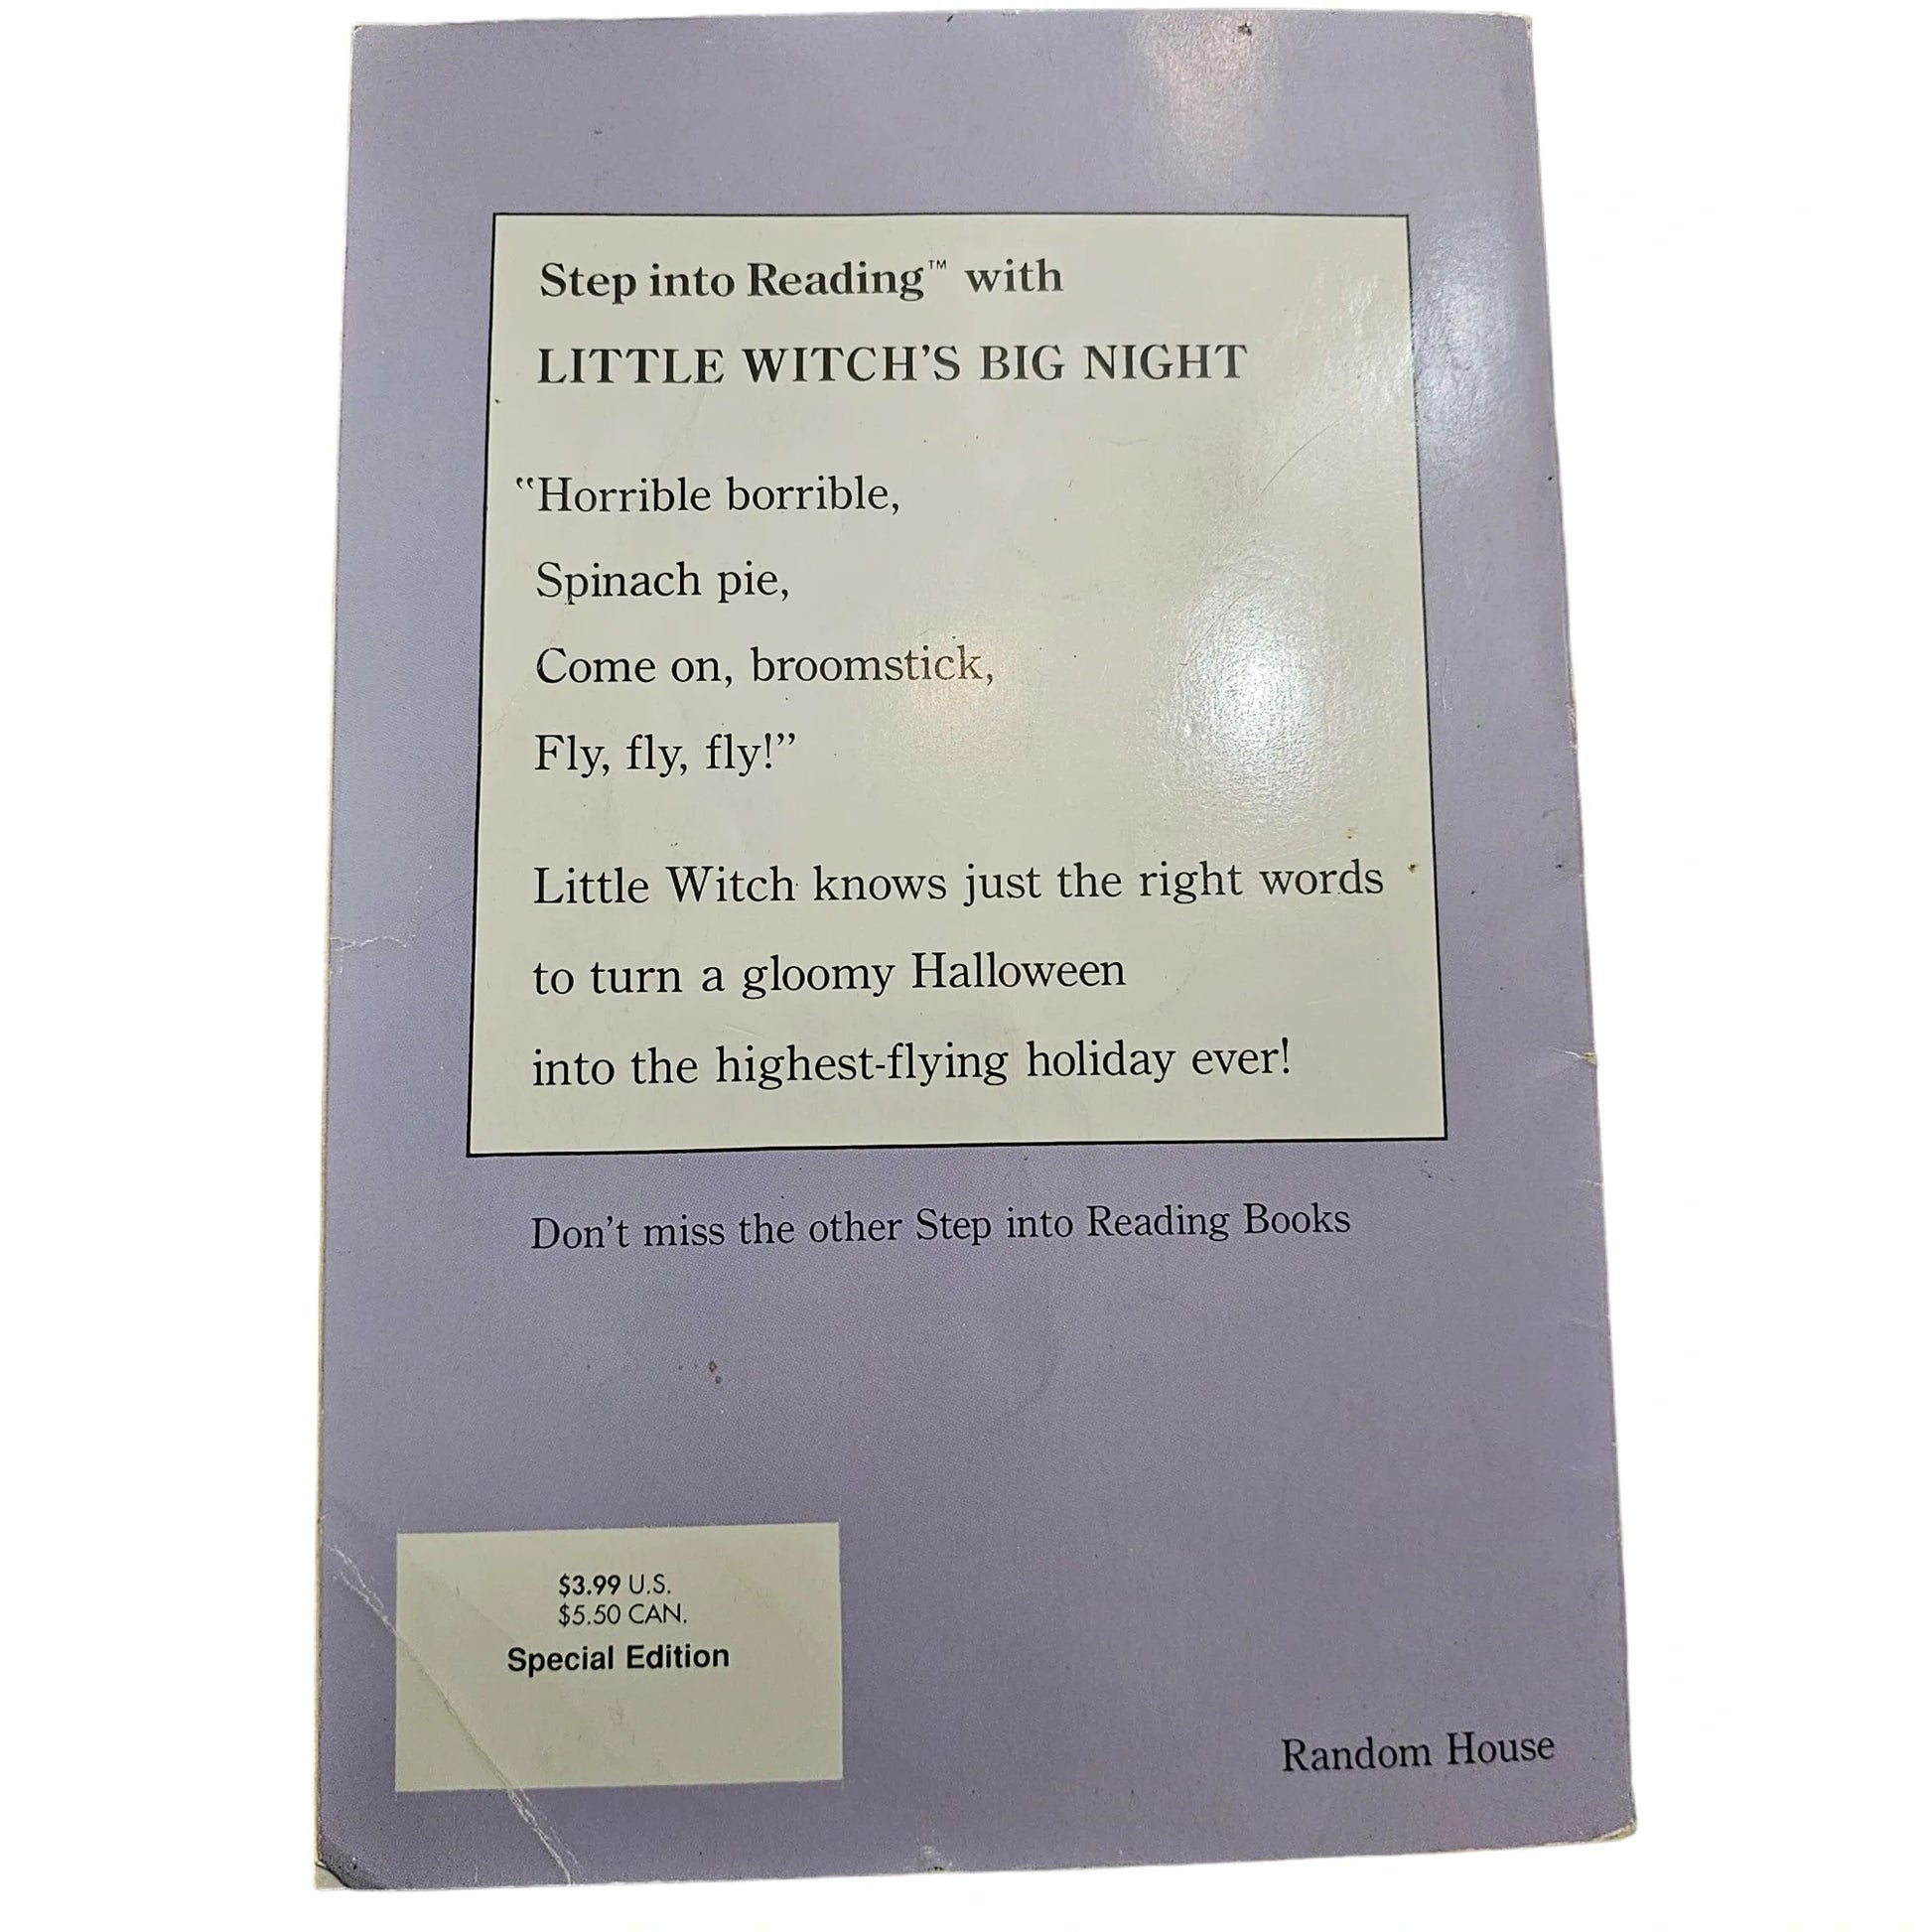 Step into Reading™ with
LITTLE WITCH'S BIG NIGHT
“Horrible borrible,
Spinach pie,
Come on, broomstick,
Fly, fly, fly!”
Little Witch knows just the right words
to turn a gloomy Halloween
into the highest-flying holiday ever!
Don't miss the other Step into Reading Books
$3.99 U.S.
$5.50 CAN.
Special Edition
Random House